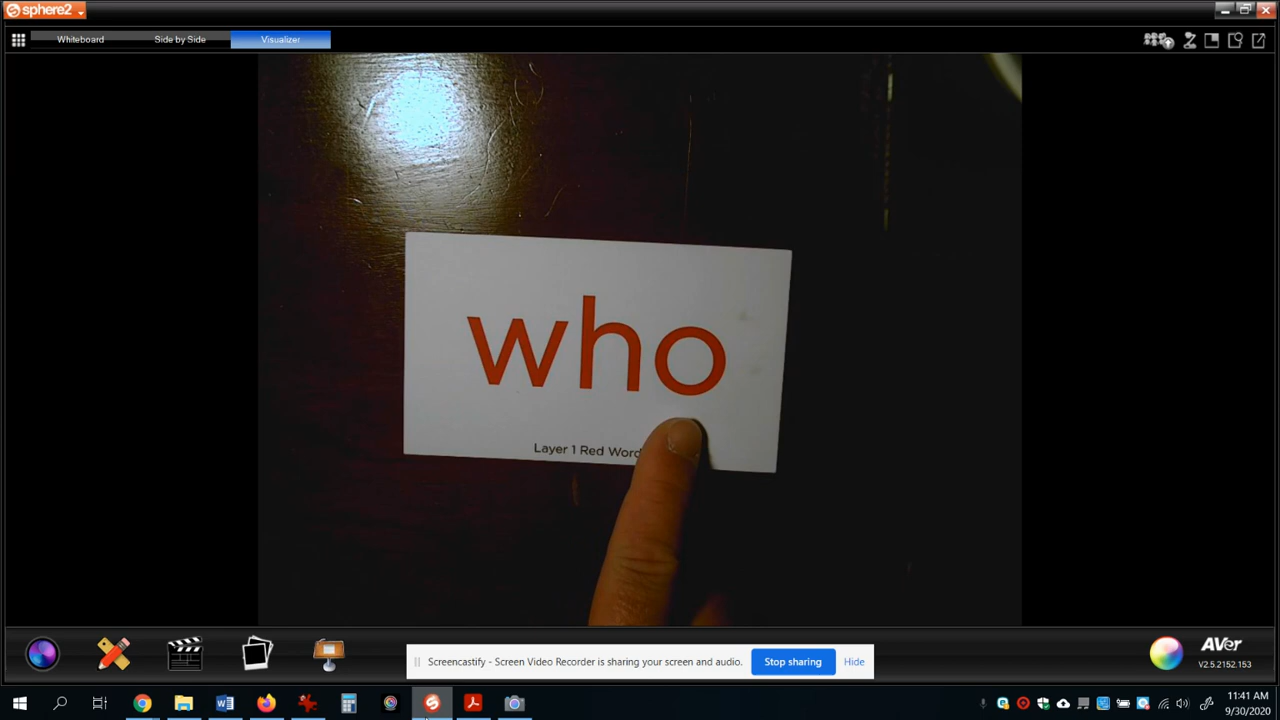 sphere2
Whiteboard
Side by Side
Visualizer
who
Layer 1 Red Word
Screencastify - Screen Video Recorder is sharing your screen and audio.
Stop sharing
Hide
AVer
V2.5.2152.153
11:41 AM
9/30/2020